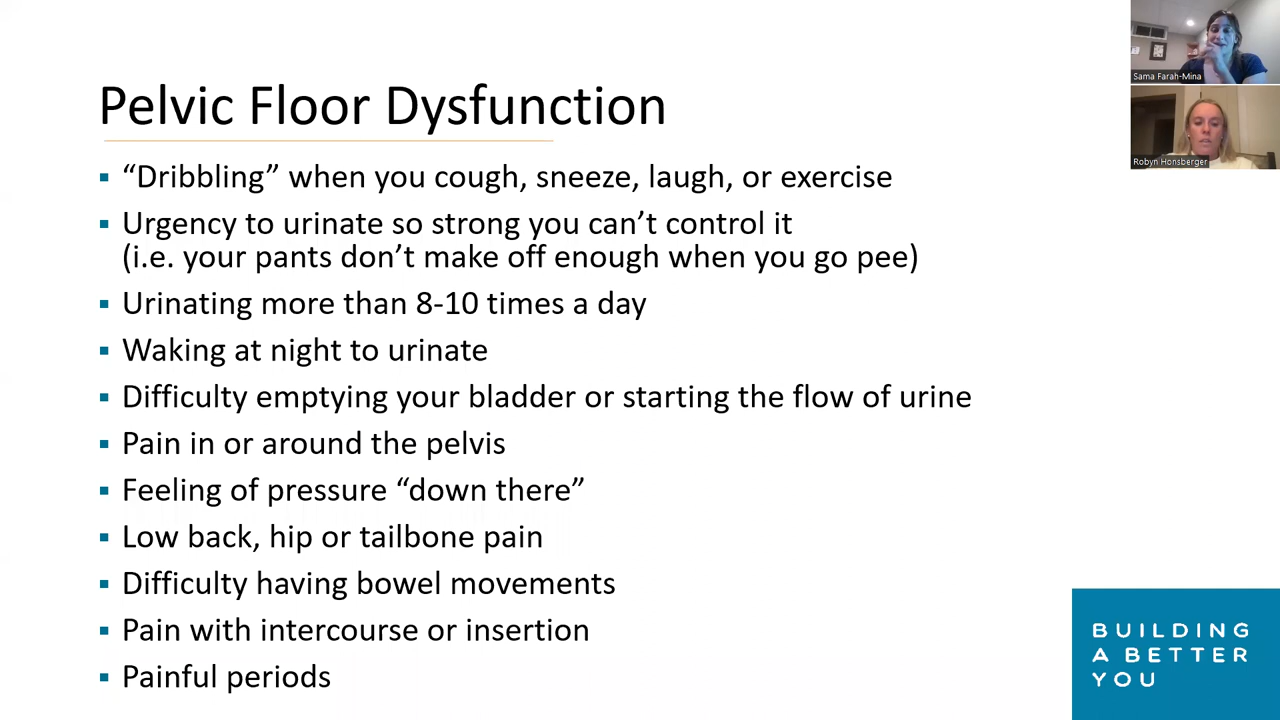 Pelvic Floor Dysfunction
▪ “Dribbling” when you cough, sneeze, laugh, or exercise
▪ Urgency to urinate so strong you can’t control it
(i.e. your pants don’t make off enough when you go pee)
▪ Urinating more than 8-10 times a day
▪ Waking at night to urinate
▪ Difficulty emptying your bladder or starting the flow of urine
▪ Pain in or around the pelvis
▪ Feeling of pressure “down there”
▪ Low back, hip or tailbone pain
▪ Difficulty having bowel movements
▪ Pain with intercourse or insertion
▪ Painful periods
Sama Farah-Mina
Robyn Honsberger
BUILDING
A BETTER
YOU